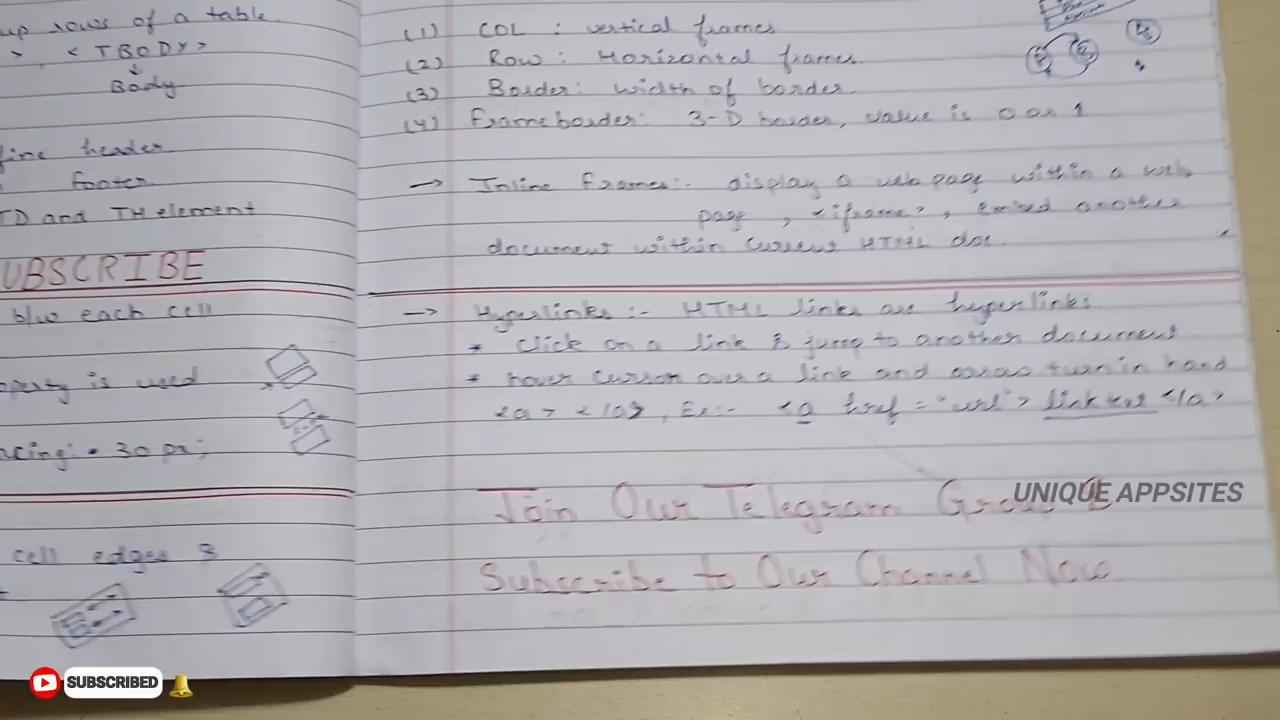 up rows of a table
> , < TBODY >
Body
fine header
footer
TD and TH element
UBSCRIBE
b/w each cell
operty is used
acing: 30 px;
cell edges &
(1) COL : vertical frames
(2) Row : Horizontal frames.
(3) Border: width of border
(4) Frameborder: 3-D border, value is 0 or 1
→ Inline Frames:- display a web page within a web
page , <iframe> , Embed another
document within current HTML doc.
→ Hyperlinks :- HTML links are hyperlinks
* click on a link & jump to another document
* hover cursor over a link and turn in hand
<a> </a>, Ex:- <a href = "url"> link text </a>
Join Our Telegram Group &
Subscribe to Our Channel Now
UNIQUE APPSITES
SUBSCRIBED